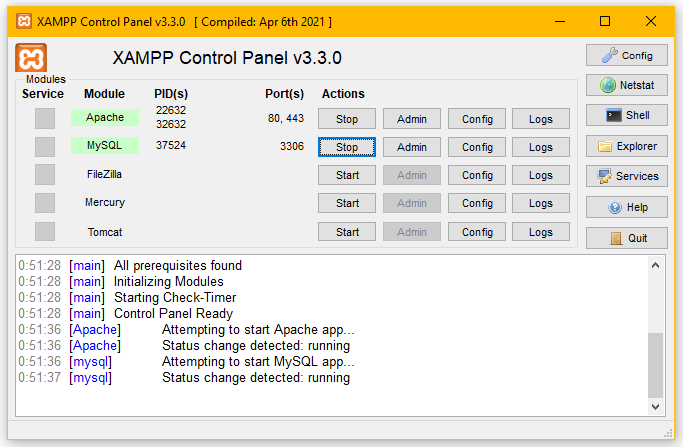 XAMPP Control Panel v3.3.0 [ Compiled: Apr 6th 2021 ]
XAMPP Control Panel v3.3.0
Config
Modules
Service Module PID(s) Port(s) Actions
Netstat
Apache 22632 32632 80, 443 Stop Admin Config Logs
Shell
MySQL 37524 3306 Stop Admin Config Logs
Explorer
FileZilla Start Admin Config Logs
Services
Mercury Start Admin Config Logs
Help
Tomcat Start Admin Config Logs
Quit
0:51:28 [main] All prerequisites found
0:51:28 [main] Initializing Modules
0:51:28 [main] Starting Check-Timer
0:51:28 [main] Control Panel Ready
0:51:36 [Apache] Attempting to start Apache app...
0:51:36 [Apache] Status change detected: running
0:51:36 [mysql] Attempting to start MySQL app...
0:51:37 [mysql] Status change detected: running